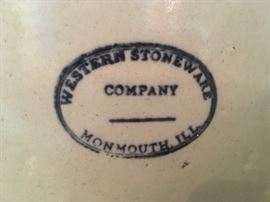 WESTERN STONEWARE
COMPANY
MONMOUTH, ILL.